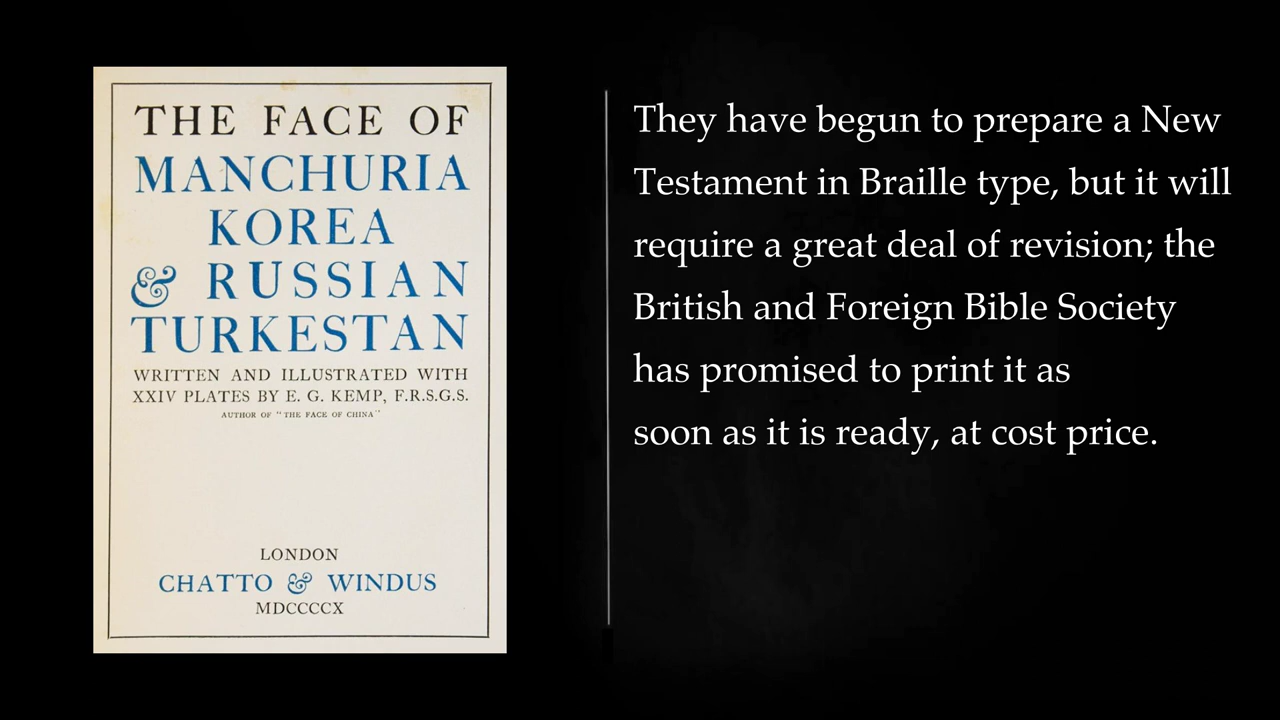 THE FACE OF
MANCHURIA
KOREA
& RUSSIAN
TURKESTAN
WRITTEN AND ILLUSTRATED WITH
XXIV PLATES BY E. G. KEMP, F.R.S.G.S.
AUTHOR OF "THE FACE OF CHINA"
LONDON
CHATTO & WINDUS
MDCCCCX
They have begun to prepare a New
Testament in Braille type, but it will
require a great deal of revision; the
British and Foreign Bible Society
has promised to print it as
soon as it is ready, at cost price.